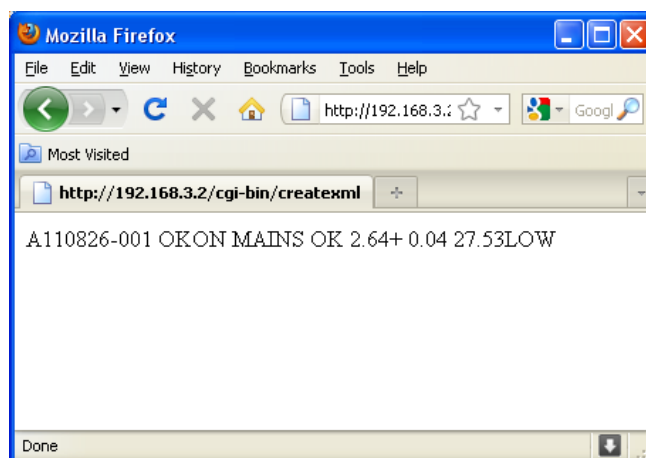 Mozilla Firefox
File Edit View History Bookmarks Tools Help
http://192.168.3.2 Googl
Most Visited
http://192.168.3.2/cgi-bin/createxml
A110826-001 OKON MAINS OK 2.64+ 0.04 27.53LOW
Done